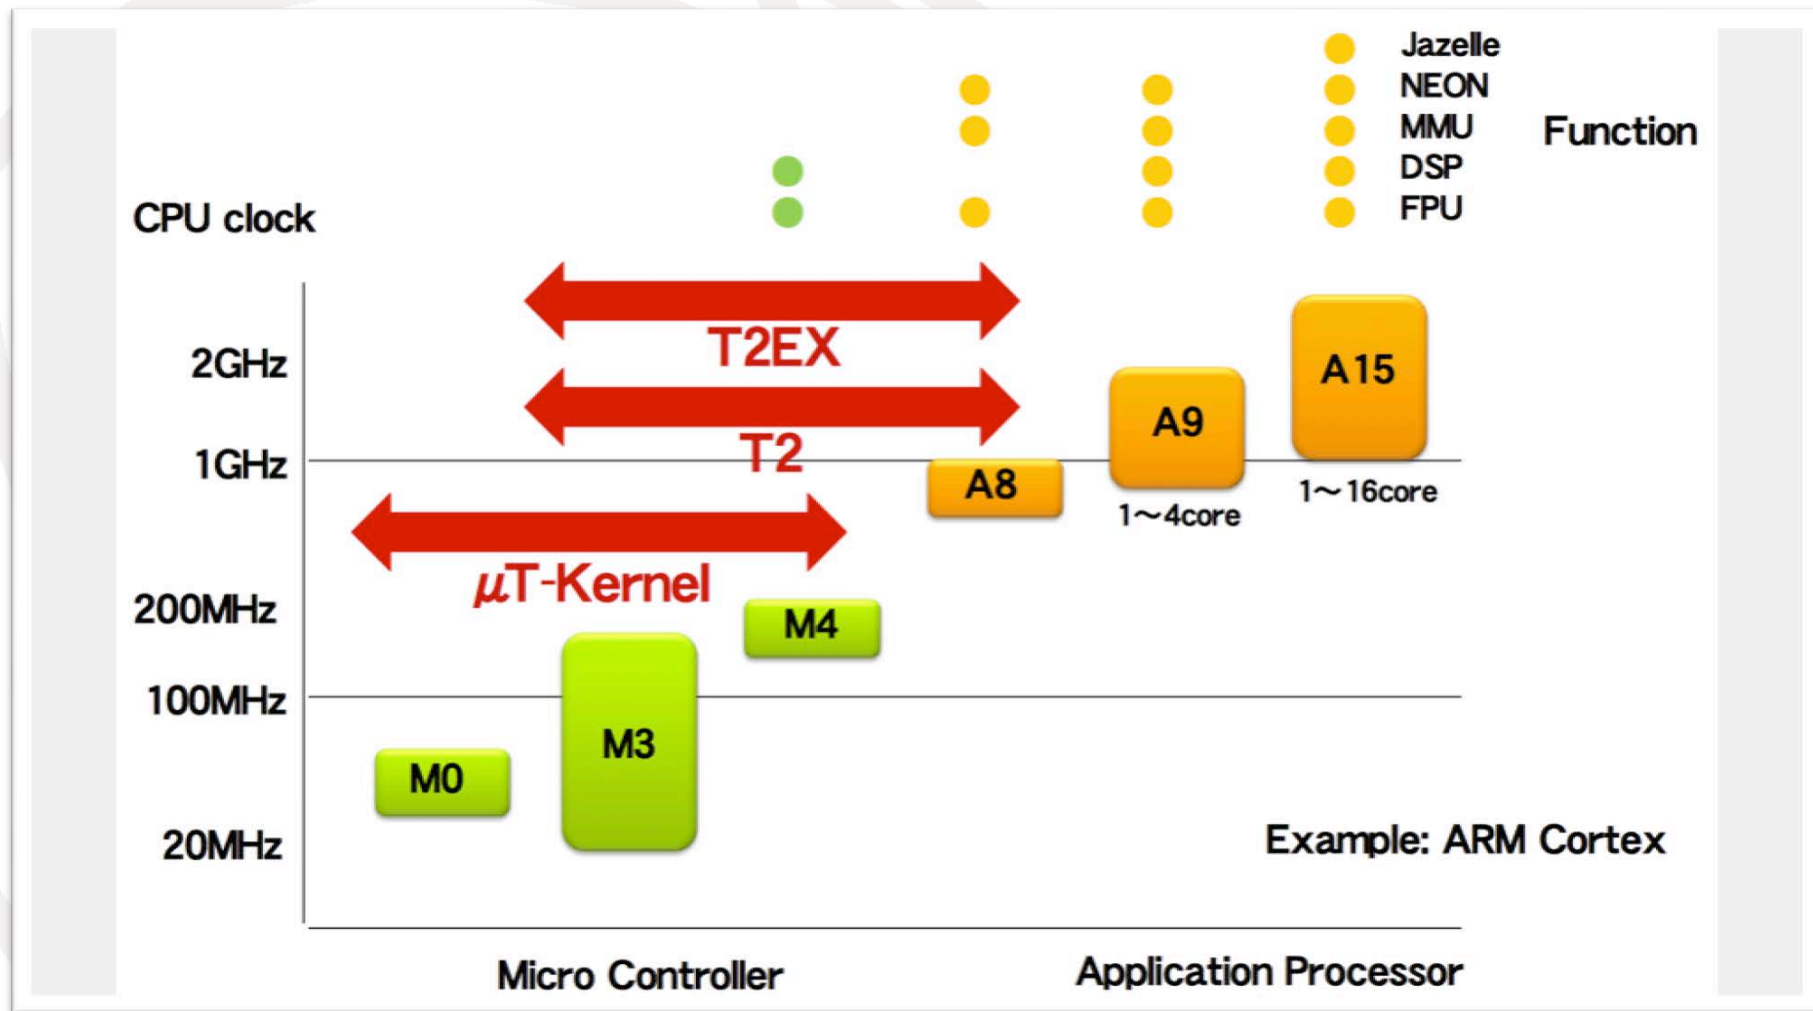 Jazelle
NEON
MMU
Function
DSP
FPU
CPU clock
T2EX
2GHz
A15
A9
T2
1GHz
A8
1〜16core
1〜4core
μT-Kernel
200MHz
M4
100MHz
M3
M0
20MHz
Example: ARM Cortex
Micro Controller
Application Processor